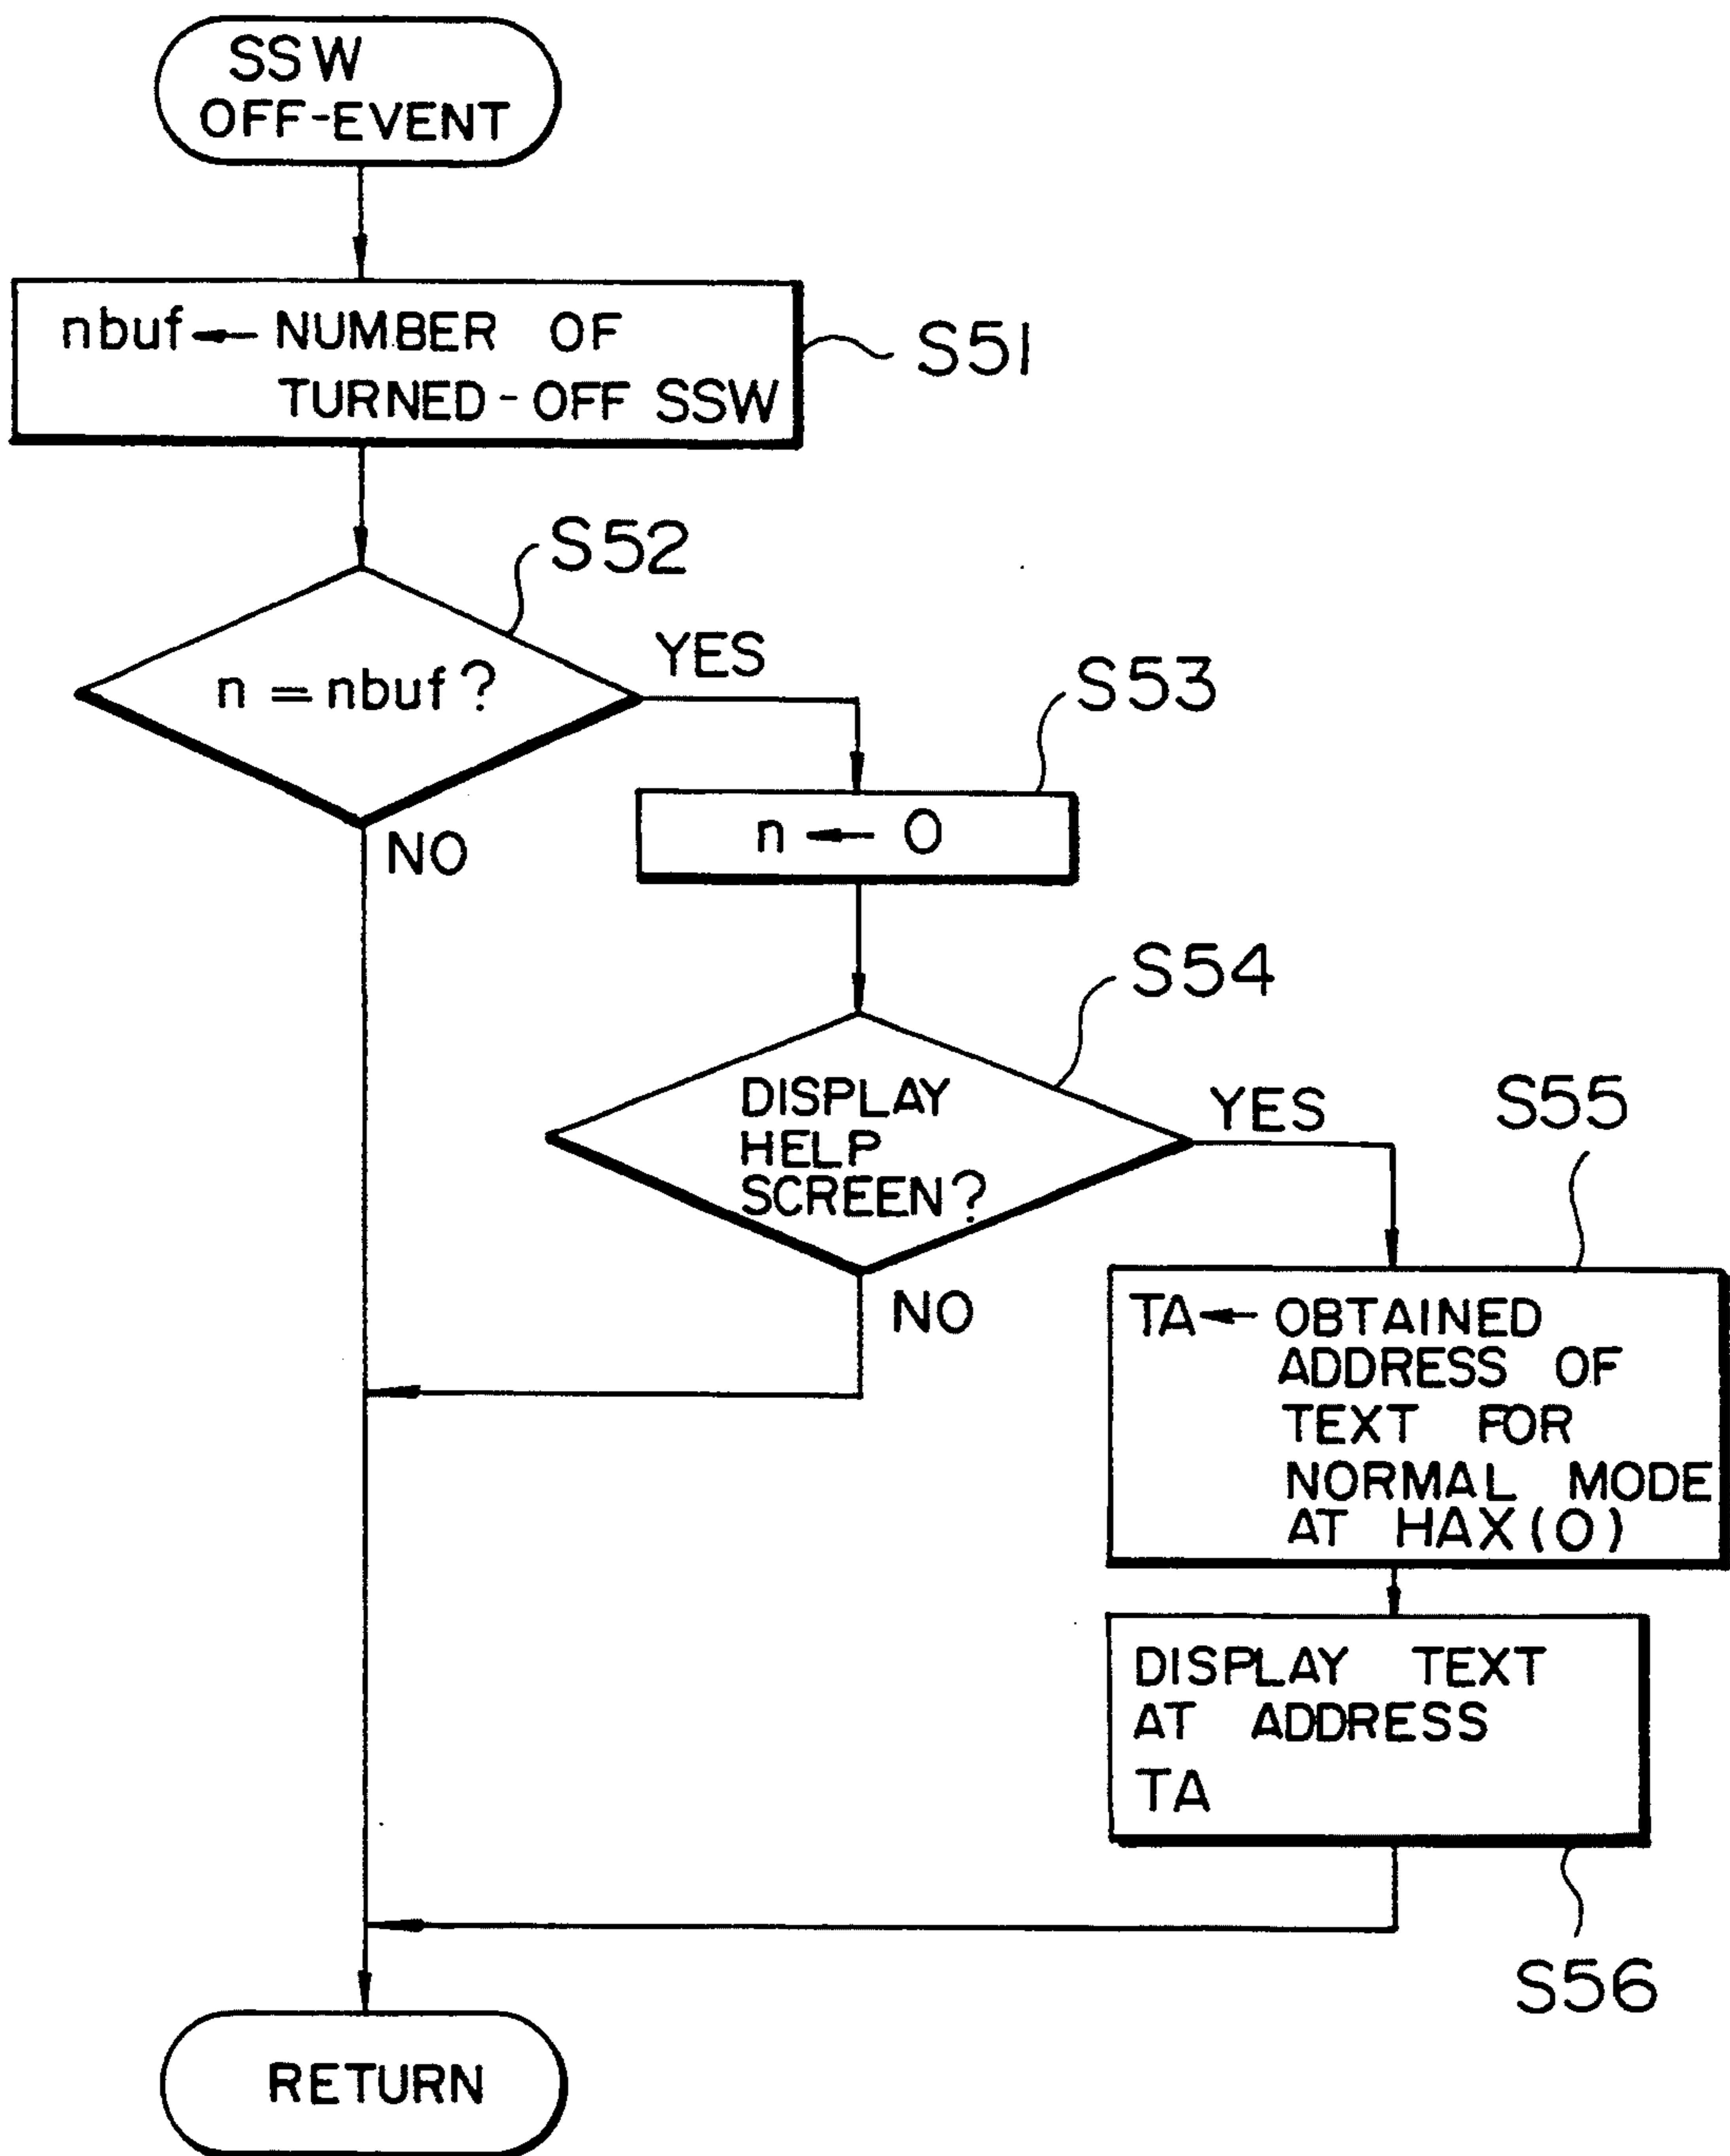 SSW
OFF-EVENT
nbuf ← NUMBER OF
TURNED-OFF SSW
S51
S52
n = nbuf?
YES
NO
S53
n ← 0
S54
DISPLAY
HELP
SCREEN?
YES
NO
S55
TA ← OBTAINED
ADDRESS OF
TEXT FOR
NORMAL MODE
AT HAX(0)
DISPLAY TEXT
AT ADDRESS
TA
S56
RETURN